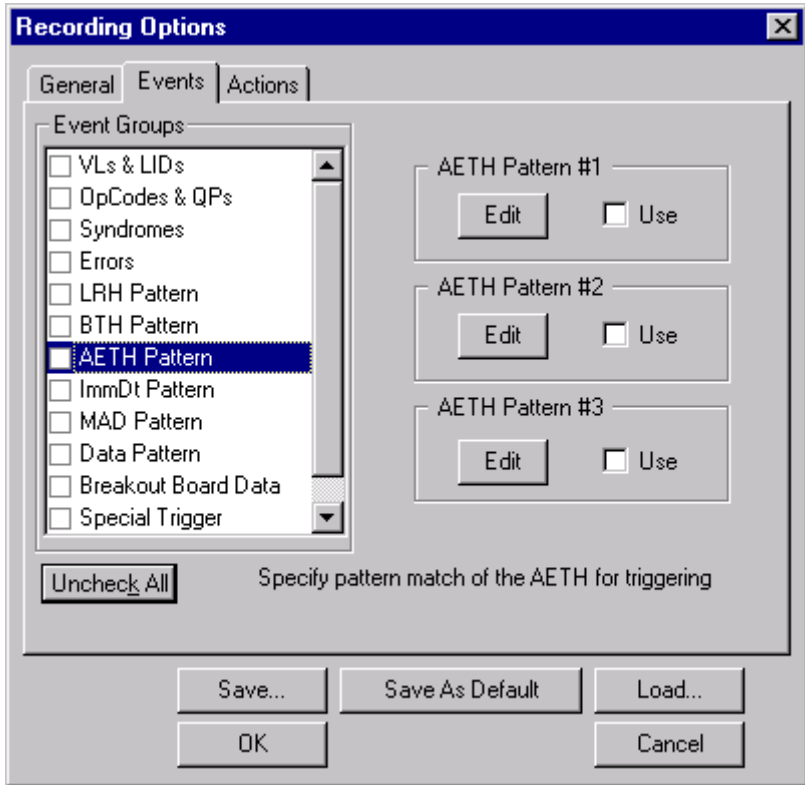 Recording Options
General Events Actions
Event Groups
VLs & LIDs
OpCodes & QPs
Syndromes
Errors
LRH Pattern
BTH Pattern
AETH Pattern
ImmDt Pattern
MAD Pattern
Data Pattern
Breakout Board Data
Special Trigger
Uncheck All
AETH Pattern #1
Edit Use
AETH Pattern #2
Edit Use
AETH Pattern #3
Edit Use
Specify pattern match of the AETH for triggering
Save... Save As Default Load...
OK Cancel